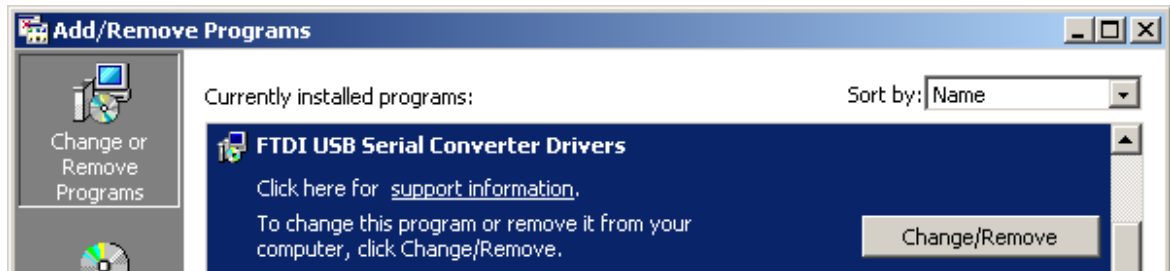 Add/Remove Programs
Change or
Remove
Programs
Currently installed programs:
Sort by: Name
FTDI USB Serial Converter Drivers
Click here for support information.
To change this program or remove it from your
computer, click Change/Remove.
Change/Remove